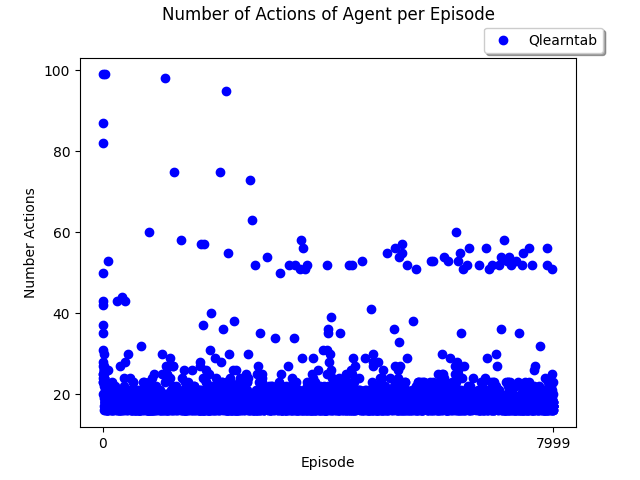 Number of Actions of Agent per Episode
Qlearntab
100
80
60
40
20
Number Actions
0 7999
Episode